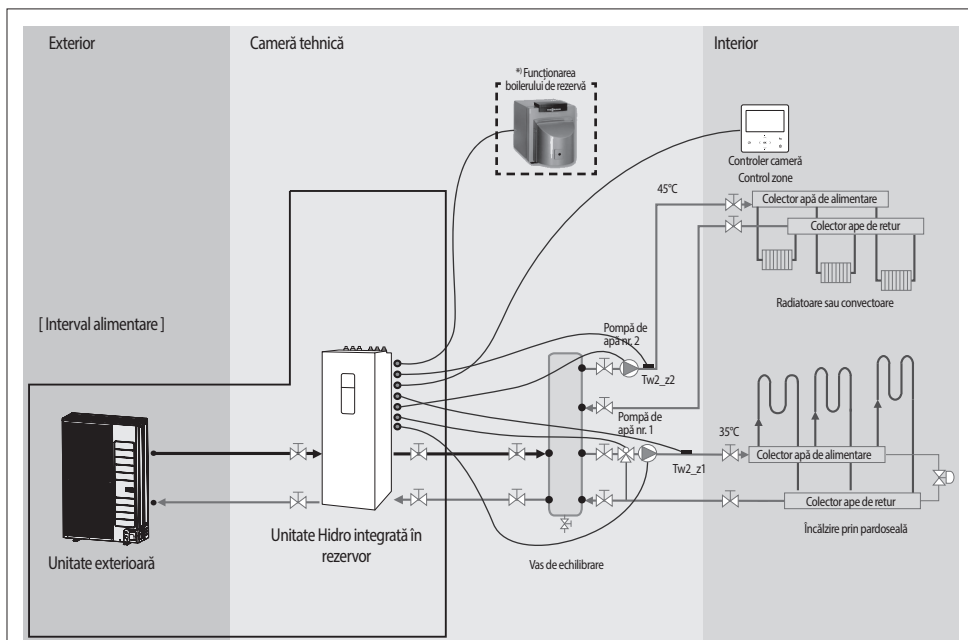 Exterior
Cameră tehnică
Interior
*) Funcționarea
boilerului de rezervă
Controler cameră
Control zone
45°C
Colector apă de alimentare
Colector ape de retur
Radiatoare sau convectoare
[ Interval alimentare ]
Pompă de
apă nr. 2
Tw2_z2
Pompă de
apă nr. 1
35°C
Tw2_z1
Colector apă de alimentare
Colector ape de retur
Încălzire prin pardoseală
Unitate Hidro integrată în
rezervor
Unitate exterioară
Vas de echilibrare